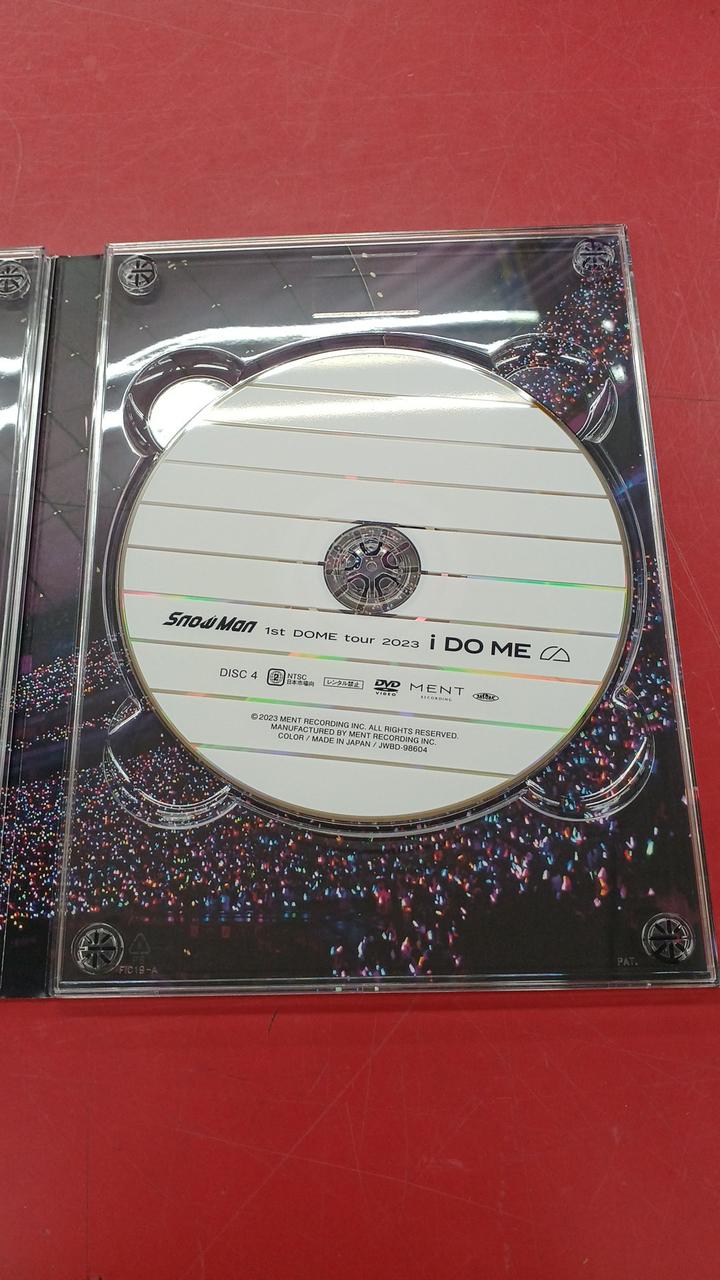 Snow Man 1st DOME tour 2023 i DO ME
DISC 4 2 NTSC 日本市場向 レンタル禁止 DVD VIDEO MENT RECORDING
©2023 MENT RECORDING INC. ALL RIGHTS RESERVED.
MANUFACTURED BY MENT RECORDING INC.
COLOR / MADE IN JAPAN / JWBD-98604
FIC19-A
PAT.